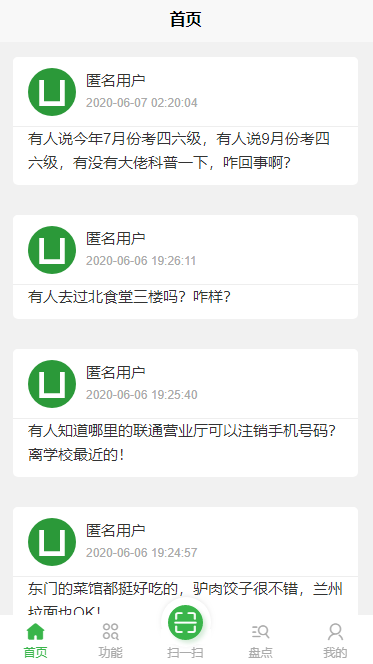 首页
匿名用户
2020-06-07 02:20:04
有人说今年7月份考四六级，有人说9月份考四
六级，有没有大佬科普一下，咋回事啊？
匿名用户
2020-06-06 19:26:11
有人去过北食堂三楼吗？咋样？
匿名用户
2020-06-06 19:25:40
有人知道哪里的联通营业厅可以注销手机号码？
离学校最近的！
匿名用户
2020-06-06 19:24:57
东门的菜馆都挺好吃的，驴肉饺子很不错，兰州
拉面也OK！
首页
功能
扫一扫
盘点
我的